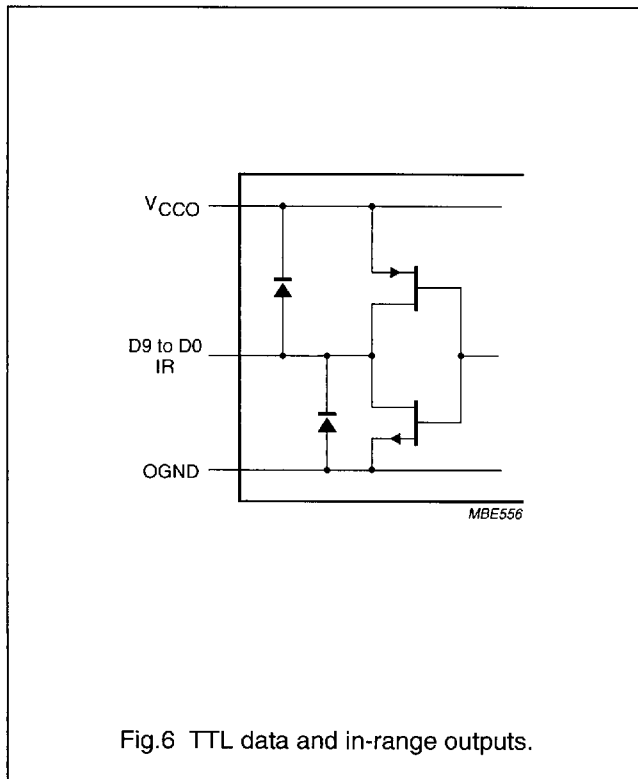 VCCO
D9 to D0
IR
OGND
MBE556
Fig.6 TTL data and in-range outputs.